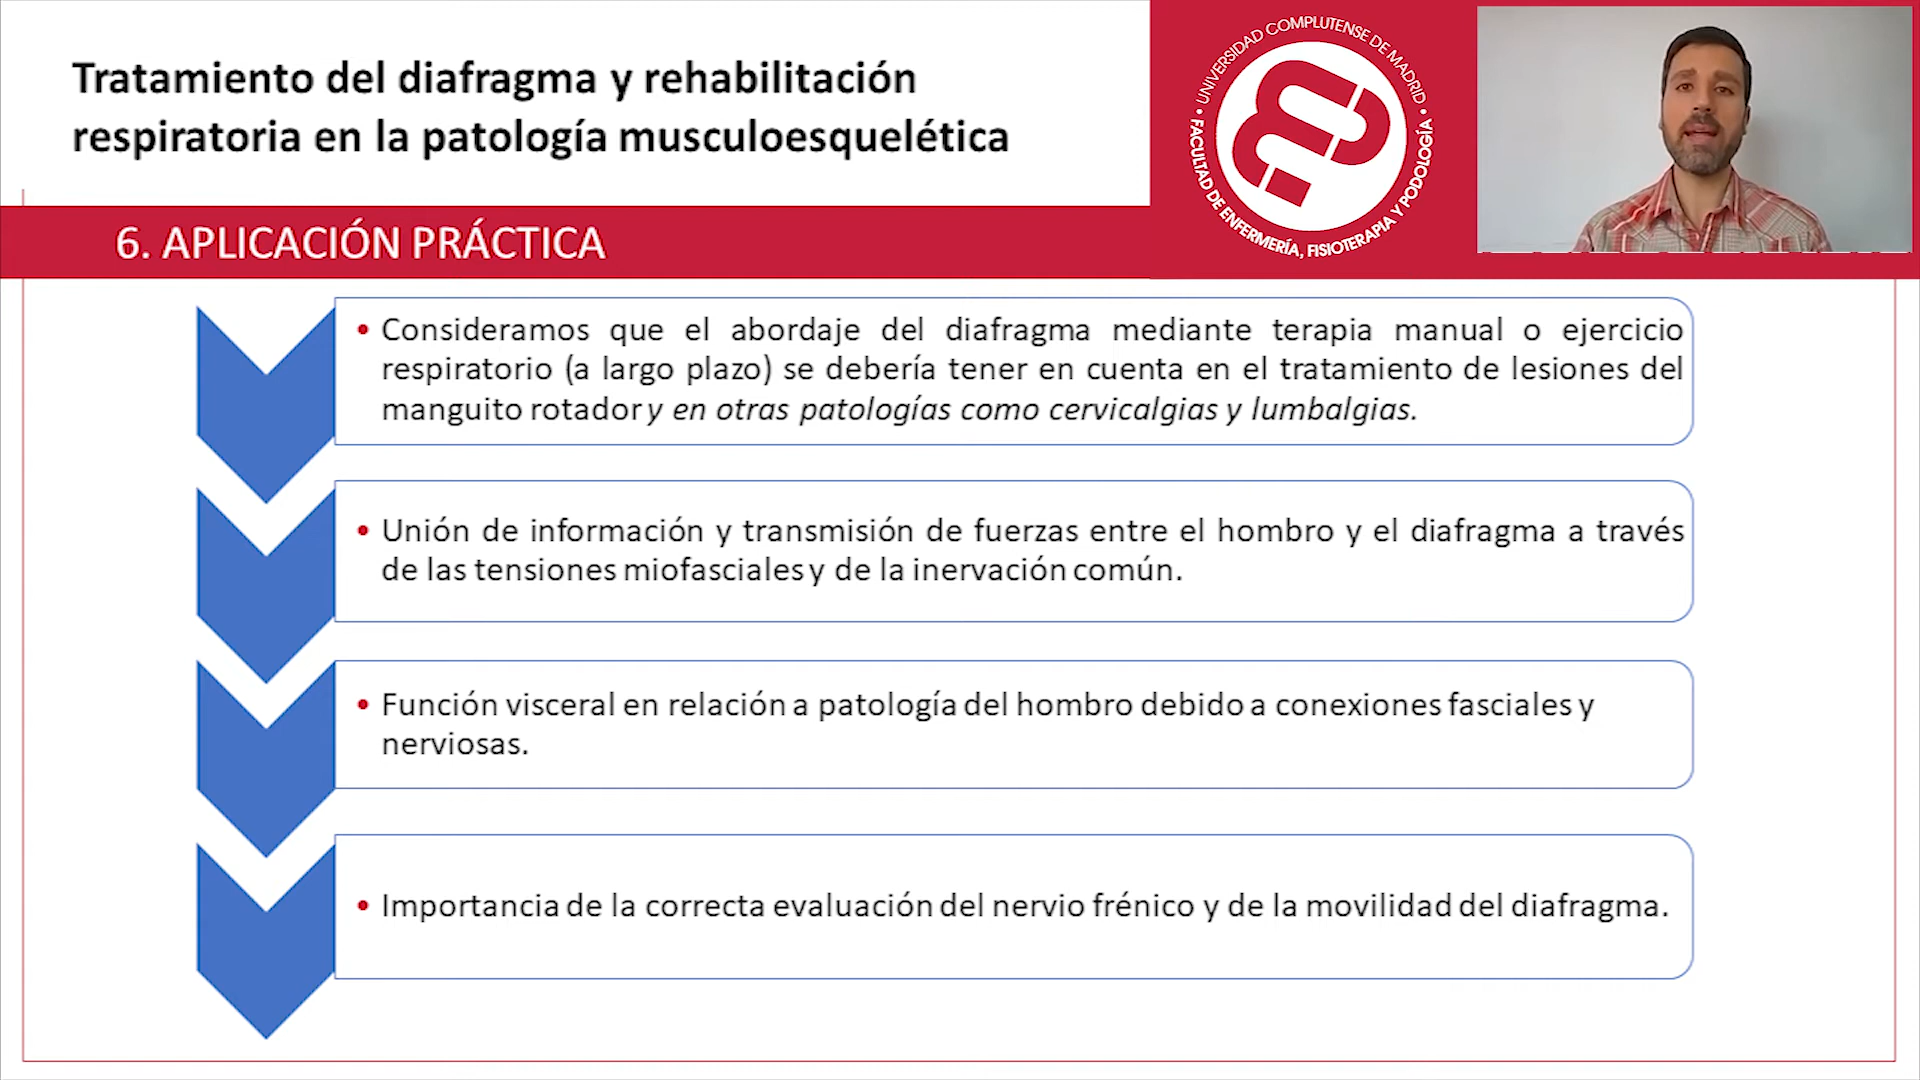 Tratamiento del diafragma y rehabilitación
respiratoria en la patología musculoesquelética
• UNIVERSIDAD COMPLUTENSE DE MADRID •
FACULTAD DE ENFERMERÍA, FISIOTERAPIA Y PODOLOGÍA
6. APLICACIÓN PRÁCTICA
• Consideramos que el abordaje del diafragma mediante terapia manual o ejercicio
respiratorio (a largo plazo) se debería tener en cuenta en el tratamiento de lesiones del
manguito rotador y en otras patologías como cervicalgias y lumbalgias.
• Unión de información y transmisión de fuerzas entre el hombro y el diafragma a través
de las tensiones miofasciales y de la inervación común.
• Función visceral en relación a patología del hombro debido a conexiones fasciales y
nerviosas.
• Importancia de la correcta evaluación del nervio frénico y de la movilidad del diafragma.